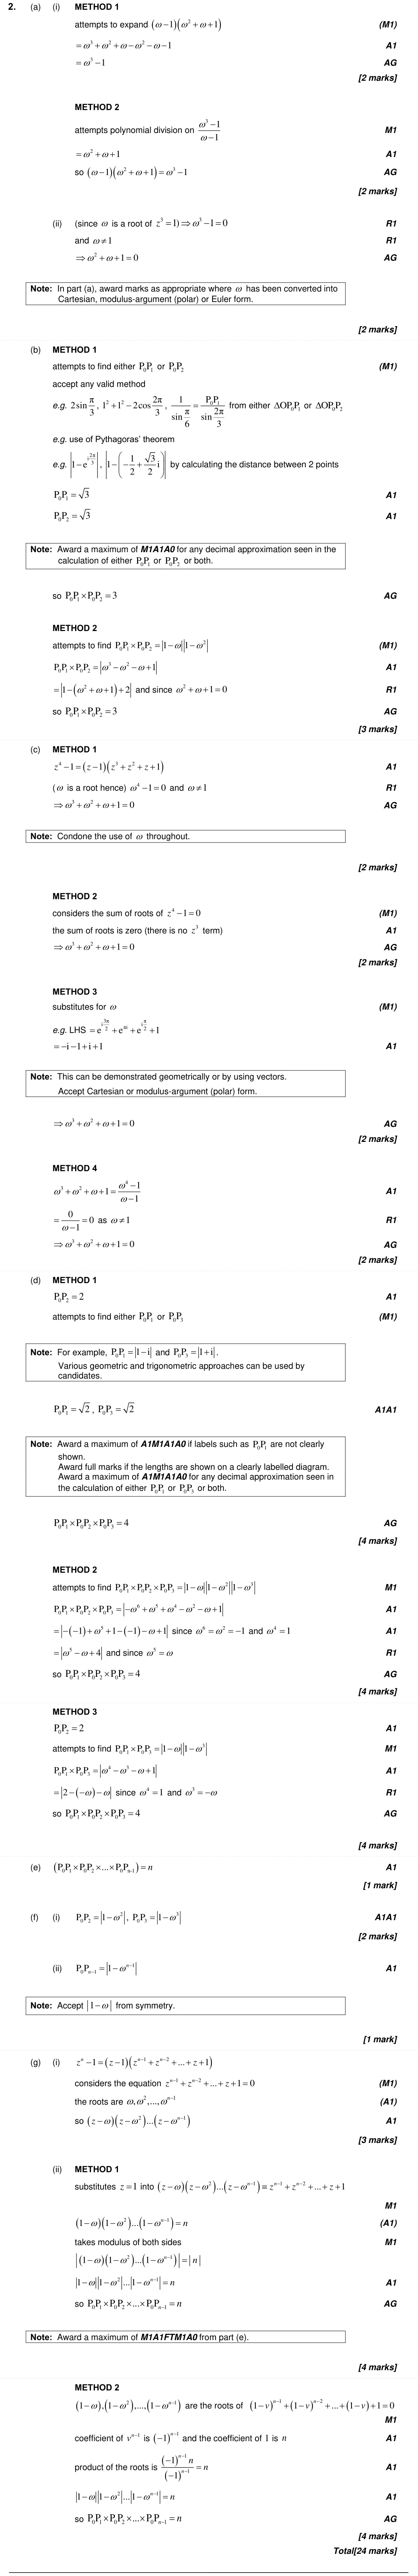 2. (a) (i) METHOD 1
attempts to expand (ω−1)(ω²+ω+1) (M1)
=ω³+ω²+ω−ω²−ω−1 A1
=ω³−1 AG
[2 marks]
METHOD 2
attempts polynomial division on (ω³−1)/(ω−1) M1
=ω²+ω+1 A1
so (ω−1)(ω²+ω+1)=ω³−1 AG
[2 marks]
(ii) (since ω is a root of z³=1) ⇒ω³−1=0 R1
and ω≠1 R1
⇒ω²+ω+1=0 AG
Note: In part (a), award marks as appropriate where ω has been converted into
Cartesian, modulus-argument (polar) or Euler form.
[2 marks]
(b) METHOD 1
attempts to find either P₀P₁ or P₀P₂ (M1)
accept any valid method
e.g. 2sin π/3, 1²+1²−2cos 2π/3, 1/(sin π/6) = P₀P₁/(sin 2π/3) from either ΔOP₀P₁ or ΔOP₀P₂
e.g. use of Pythagoras' theorem
e.g. |1−e^(i2π/3)|, |1−(−1/2+(√3/2)i)| by calculating the distance between 2 points
P₀P₁=√3 A1
P₀P₂=√3 A1
Note: Award a maximum of M1A1A0 for any decimal approximation seen in the
calculation of either P₀P₁ or P₀P₂ or both.
so P₀P₁×P₀P₂=3 AG
METHOD 2
attempts to find P₀P₁×P₀P₂=|1−ω||1−ω²| (M1)
P₀P₁×P₀P₂=|ω³−ω²−ω+1| A1
=|1−(ω²+ω+1)+2| and since ω²+ω+1=0 R1
so P₀P₁×P₀P₂=3 AG
[3 marks]
(c) METHOD 1
z⁴−1=(z−1)(z³+z²+z+1) A1
(ω is a root hence) ω⁴−1=0 and ω≠1 R1
⇒ω³+ω²+ω+1=0 AG
Note: Condone the use of ω throughout.
[2 marks]
METHOD 2
considers the sum of roots of z⁴−1=0 (M1)
the sum of roots is zero (there is no z³ term) A1
⇒ω³+ω²+ω+1=0 AG
[2 marks]
METHOD 3
substitutes for ω (M1)
e.g. LHS =e^(i3π/2)+e^(πi)+e^(iπ/2)+1
=−i−1+i+1 A1
Note: This can be demonstrated geometrically or by using vectors.
Accept Cartesian or modulus-argument (polar) form.
⇒ω³+ω²+ω+1=0 AG
[2 marks]
METHOD 4
ω³+ω²+ω+1=(ω⁴−1)/(ω−1) A1
=0/(ω−1)=0 as ω≠1 R1
⇒ω³+ω²+ω+1=0 AG
[2 marks]
(d) METHOD 1
P₀P₂=2 A1
attempts to find either P₀P₁ or P₀P₃ (M1)
Note: For example, P₀P₁=|1−i| and P₀P₃=|1+i|.
Various geometric and trigonometric approaches can be used by
candidates.
P₀P₁=√2, P₀P₃=√2 A1A1
Note: Award a maximum of A1M1A1A0 if labels such as P₀P₁ are not clearly
shown.
Award full marks if the lengths are shown on a clearly labelled diagram.
Award a maximum of A1M1A1A0 for any decimal approximation seen in
the calculation of either P₀P₁ or P₀P₃ or both.
P₀P₁×P₀P₂×P₀P₃=4 AG
[4 marks]
METHOD 2
attempts to find P₀P₁×P₀P₂×P₀P₃=|1−ω||1−ω²||1−ω³| M1
P₀P₁×P₀P₂×P₀P₃=|−ω⁶+ω⁵+ω⁴−ω²−ω+1| A1
=|−(−1)+ω⁵+1−(−1)−ω+1| since ω⁶=ω²=−1 and ω⁴=1 A1
=|ω⁵−ω+4| and since ω⁵=ω R1
so P₀P₁×P₀P₂×P₀P₃=4 AG
[4 marks]
METHOD 3
P₀P₂=2 A1
attempts to find P₀P₁×P₀P₃=|1−ω||1−ω³| M1
P₀P₁×P₀P₃=|ω⁴−ω³−ω+1| A1
=|2−(−ω)−ω| since ω⁴=1 and ω³=−ω R1
so P₀P₁×P₀P₂×P₀P₃=4 AG
[4 marks]
(e) (P₀P₁×P₀P₂×...×P₀Pₙ₋₁)=n A1
[1 mark]
(f) (i) P₀P₂=|1−ω²|, P₀P₃=|1−ω³| A1A1
[2 marks]
(ii) P₀Pₙ₋₁=|1−ωⁿ⁻¹| A1
Note: Accept |1−ω| from symmetry.
[1 mark]
(g) (i) zⁿ−1=(z−1)(zⁿ⁻¹+zⁿ⁻²+...+z+1)
considers the equation zⁿ⁻¹+zⁿ⁻²+...+z+1=0 (M1)
the roots are ω,ω²,...,ωⁿ⁻¹ (A1)
so (z−ω)(z−ω²)...(z−ωⁿ⁻¹) A1
[3 marks]
(ii) METHOD 1
substitutes z=1 into (z−ω)(z−ω²)...(z−ωⁿ⁻¹)≡zⁿ⁻¹+zⁿ⁻²+...+z+1
M1
(1−ω)(1−ω²)...(1−ωⁿ⁻¹)=n (A1)
takes modulus of both sides M1
|(1−ω)(1−ω²)...(1−ωⁿ⁻¹)|=|n|
|1−ω||1−ω²|...|1−ωⁿ⁻¹|=n A1
so P₀P₁×P₀P₂×...×P₀Pₙ₋₁=n AG
Note: Award a maximum of M1A1FTM1A0 from part (e).
[4 marks]
METHOD 2
(1−ω),(1−ω²),...,(1−ωⁿ⁻¹) are the roots of (1−v)ⁿ⁻¹+(1−v)ⁿ⁻²+...+(1−v)+1=0
M1
coefficient of vⁿ⁻¹ is (−1)ⁿ⁻¹ and the coefficient of 1 is n A1
product of the roots is (−1)ⁿ⁻¹n/(−1)ⁿ⁻¹=n A1
|1−ω||1−ω²|...|1−ωⁿ⁻¹|=n A1
so P₀P₁×P₀P₂×...×P₀Pₙ₋₁=n AG
[4 marks]
Total[24 marks]